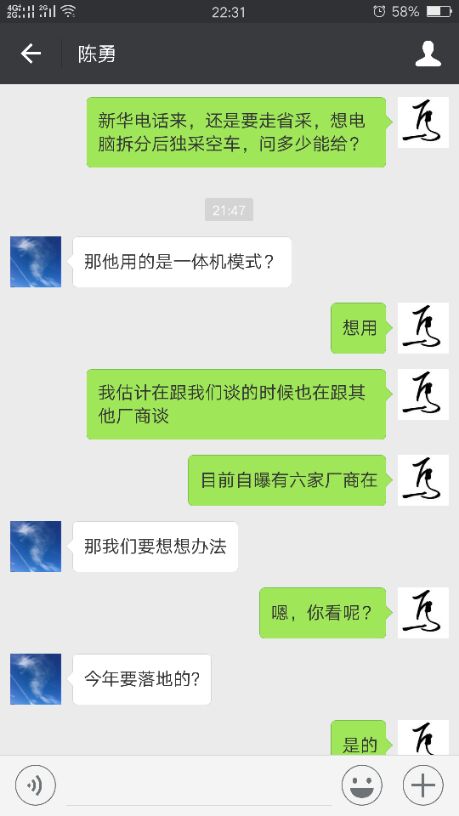 4G 2G 22:31 58%
陈勇
新华电话来，还是要走省采，想电
脑拆分后独采空车，问多少能给？
21:47
那他用的是一体机模式？
想用
我估计在跟我们谈的时候也在跟其
他厂商谈
目前自曝有六家厂商在
那我们要想想办法
嗯，你看呢？
今年要落地的？
是的